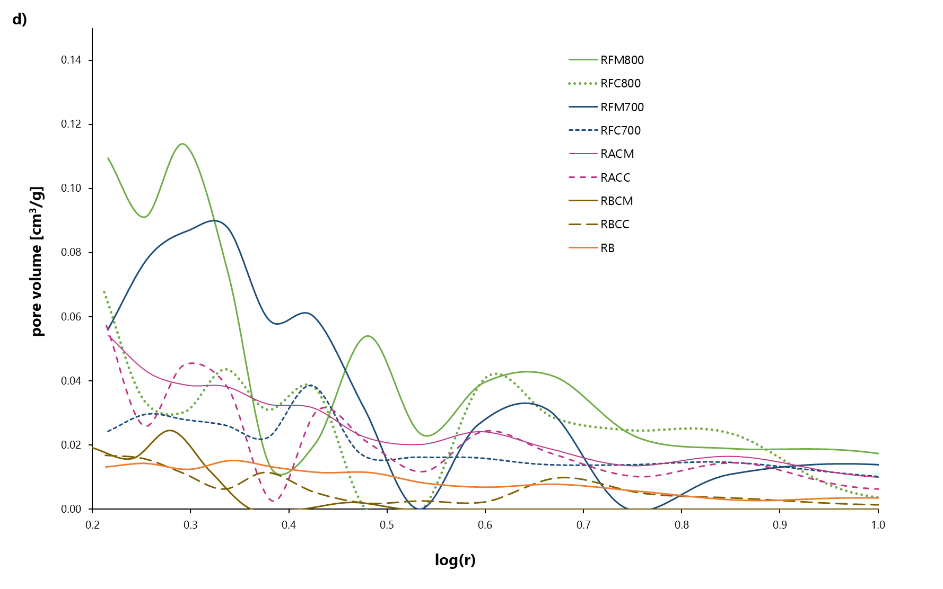 d)
pore volume [cm³/g]
0.14
0.12
0.10
0.08
0.06
0.04
0.02
0.00
0.2 0.3 0.4 0.5 0.6 0.7 0.8 0.9 1.0
log(r)
RFM800
RFC800
RFM700
RFC700
RACM
RACC
RBCM
RBCC
RB